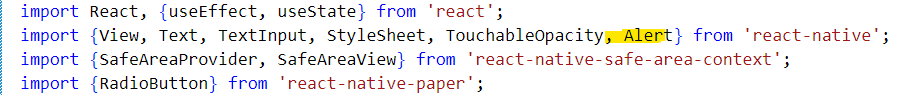 import React, {useEffect, useState} from 'react';
import {View, Text, TextInput, StyleSheet, TouchableOpacity, Alert} from 'react-native';
import {SafeAreaProvider, SafeAreaView} from 'react-native-safe-area-context';
import {RadioButton} from 'react-native-paper';